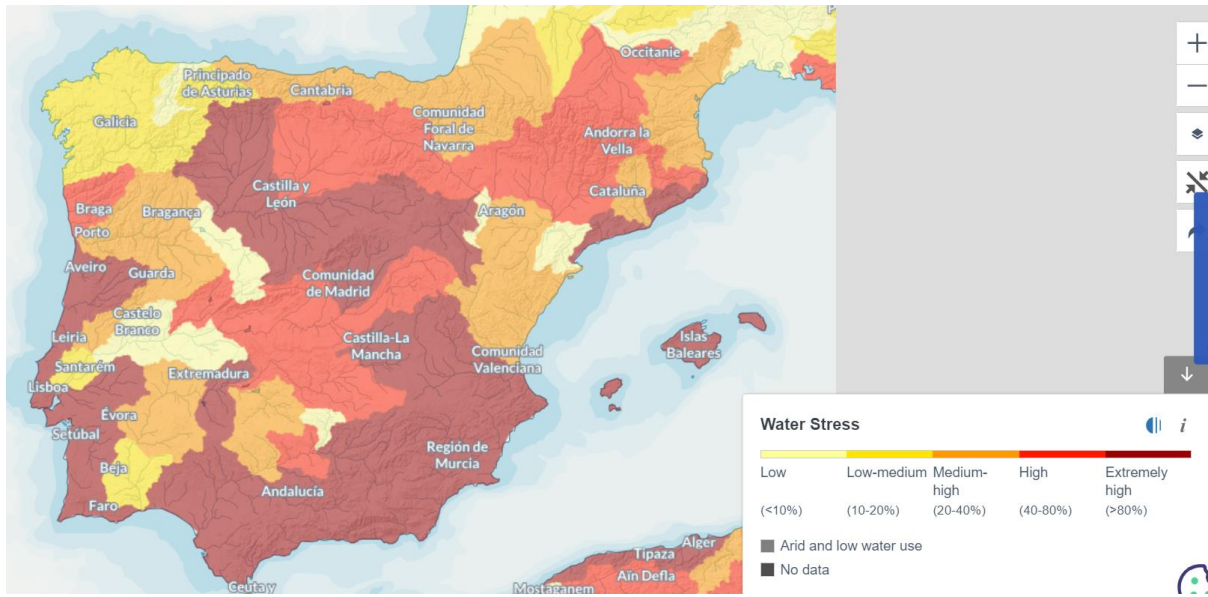 Occitanie
Principado
de Asturias
Cantabria
Galicia
Comunidad
Foral de
Navarra
Andorra la
Vella
Castilla y
León
Cataluña
Braga
Bragança
Aragón
Porto
Aveiro
Guarda
Comunidad
de Madrid
Castelo
Branco
Leiria
Castilla-La
Mancha
Islas
Baleares
Comunidad
Valenciana
Santarém
Extremadura
Lisboa
Évora
Setúbal
Región de
Murcia
Beja
Andalucía
Faro
Ceuta y
Alger
Tipaza
Aïn Defla
Mostaganem
Water Stress
Low
Low-medium
Medium-
high
High
Extremely
high
(<10%)
(10-20%)
(20-40%)
(40-80%)
(>80%)
Arid and low water use
No data